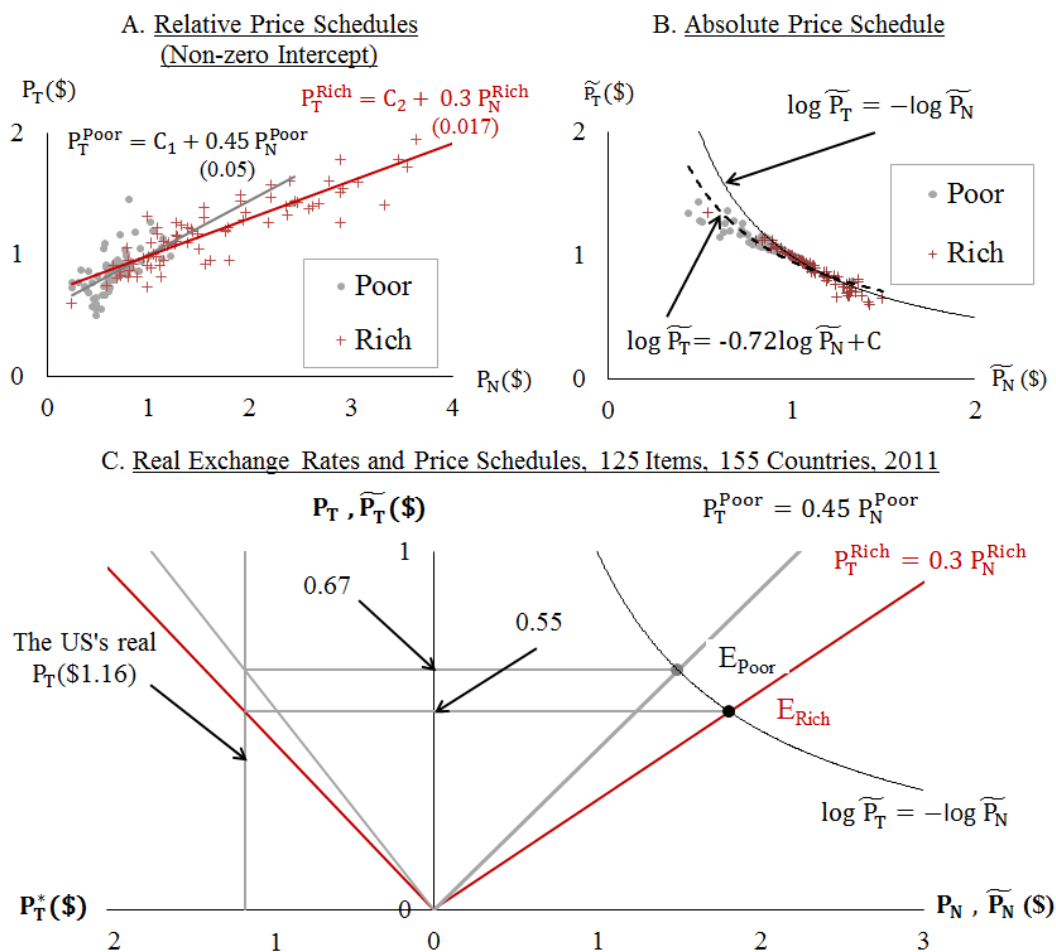 A. Relative Price Schedules
(Non-zero Intercept)
P_T($)
P_T^Rich = C_2 + 0.3 P_N^Rich
(0.017)
P_T^Poor = C_1 + 0.45 P_N^Poor
(0.05)
2
1
0
Poor
Rich
P_N($)
0 1 2 3 4
B. Absolute Price Schedule
P̃_T($)
log P̃_T = −log P̃_N
2
1
0
Poor
Rich
log P̃_T = -0.72log P̃_N+C
P̃_N ($)
0 1 2
C. Real Exchange Rates and Price Schedules, 125 Items, 155 Countries, 2011
P_T , P̃_T($)
P_T^Poor = 0.45 P_N^Poor
P_T^Rich = 0.3 P_N^Rich
1
0.67
0.55
The US's real
P_T($1.16)
E_Poor
E_Rich
log P̃_T = −log P̃_N
0
P_T^*($)
P_N , P̃_N ($)
2 1 0 1 2 3